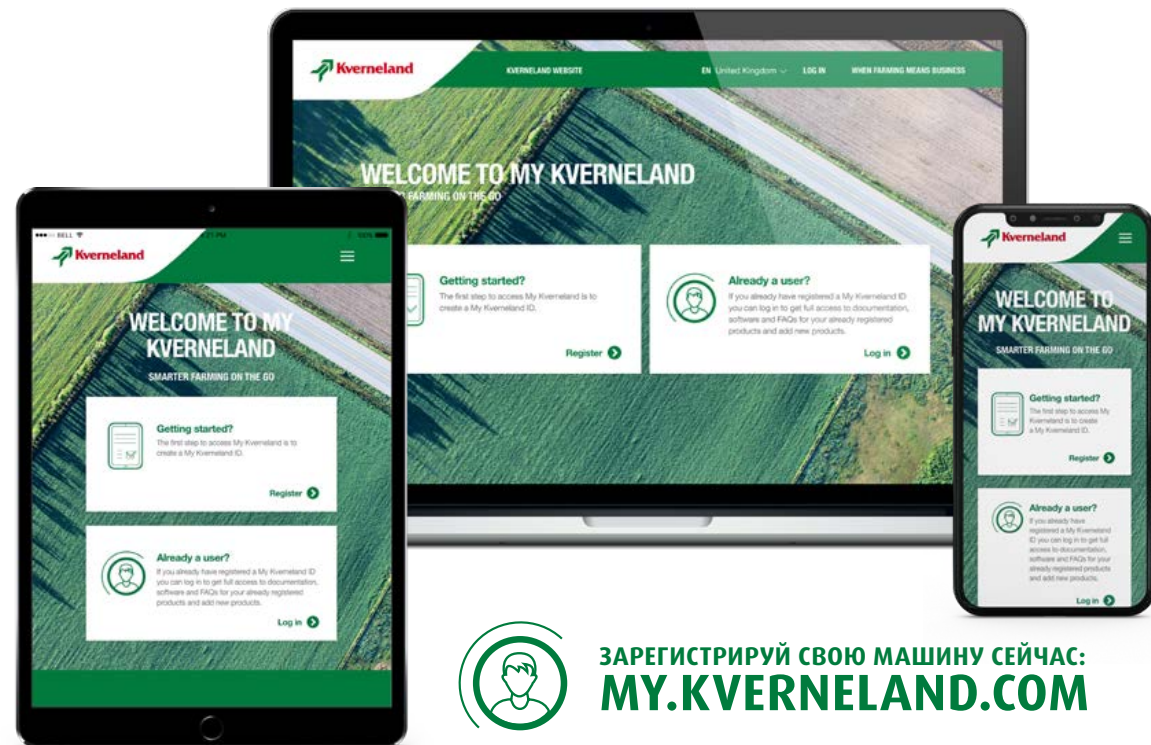 Kverneland
KVERNELAND WEBSITE
EN United Kingdom
LOG IN
WHEN FARMING MEANS BUSINESS
WELCOME TO MY KVERNELAND
FARMING ON THE GO
Getting started?
The first step to access My Kverneland is to
create a My Kverneland ID.
Register
Already a user?
If you already have registered a My Kverneland ID
you can log in to get full access to documentation,
software and FAQs for your already registered
products and add new products.
Log in
BELL
100%
Kverneland
WELCOME TO MY
KVERNELAND
SMARTER FARMING ON THE GO
Getting started?
The first step to access My Kverneland is to
create a My Kverneland ID.
Register
Already a user?
If you already have registered a My Kverneland ID
you can log in to get full access to documentation,
software and FAQs for your already registered
products and add new products.
Log in
Kverneland
WELCOME TO
MY KVERNELAND
SMARTER FARMING ON THE GO
Getting started?
The first step to access My
Kverneland is to create
a My Kverneland ID.
Register
Already a user?
If you already have
registered a My Kverneland
ID you can log in to get full
access to documentation,
software and FAQs for your
already registered products
and add new products.
Log in
ЗАРЕГИСТРИРУЙ СВОЮ МАШИНУ СЕЙЧАС:
MY.KVERNELAND.COM